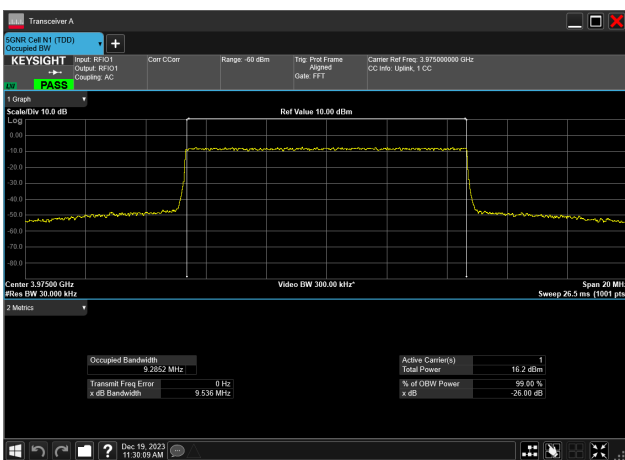 Transceiver A
5GNR Cell N1 (TDD)
Occupied BW
KEYSIGHT
PASS
Input: RFIO1
Output: RFIO1
Coupling: AC
Corr CCorr
Range: -60 dBm
Trig: Prot Frame
Aligned
Gate: FFT
Carrier Ref Freq: 3.975000000 GHz
CC Info: Uplink, 1 CC
1 Graph
Scale/Div 10.0 dB
Ref Value 10.00 dBm
Log
0.00
-10.0
-20.0
-30.0
-40.0
-50.0
-60.0
-70.0
-80.0
Center 3.97500 GHz
Video BW 300.00 kHz*
Span 20 MHz
#Res BW 30.000 kHz
Sweep 26.5 ms (1001 pts
2 Metrics
Occupied Bandwidth
9.2852 MHz
Active Carrier(s) 1
Total Power 16.2 dBm
Transmit Freq Error 0 Hz
x dB Bandwidth 9.536 MHz
% of OBW Power 99.00 %
x dB -26.00 dB
?
Dec 19, 2023
11:30:09 AM